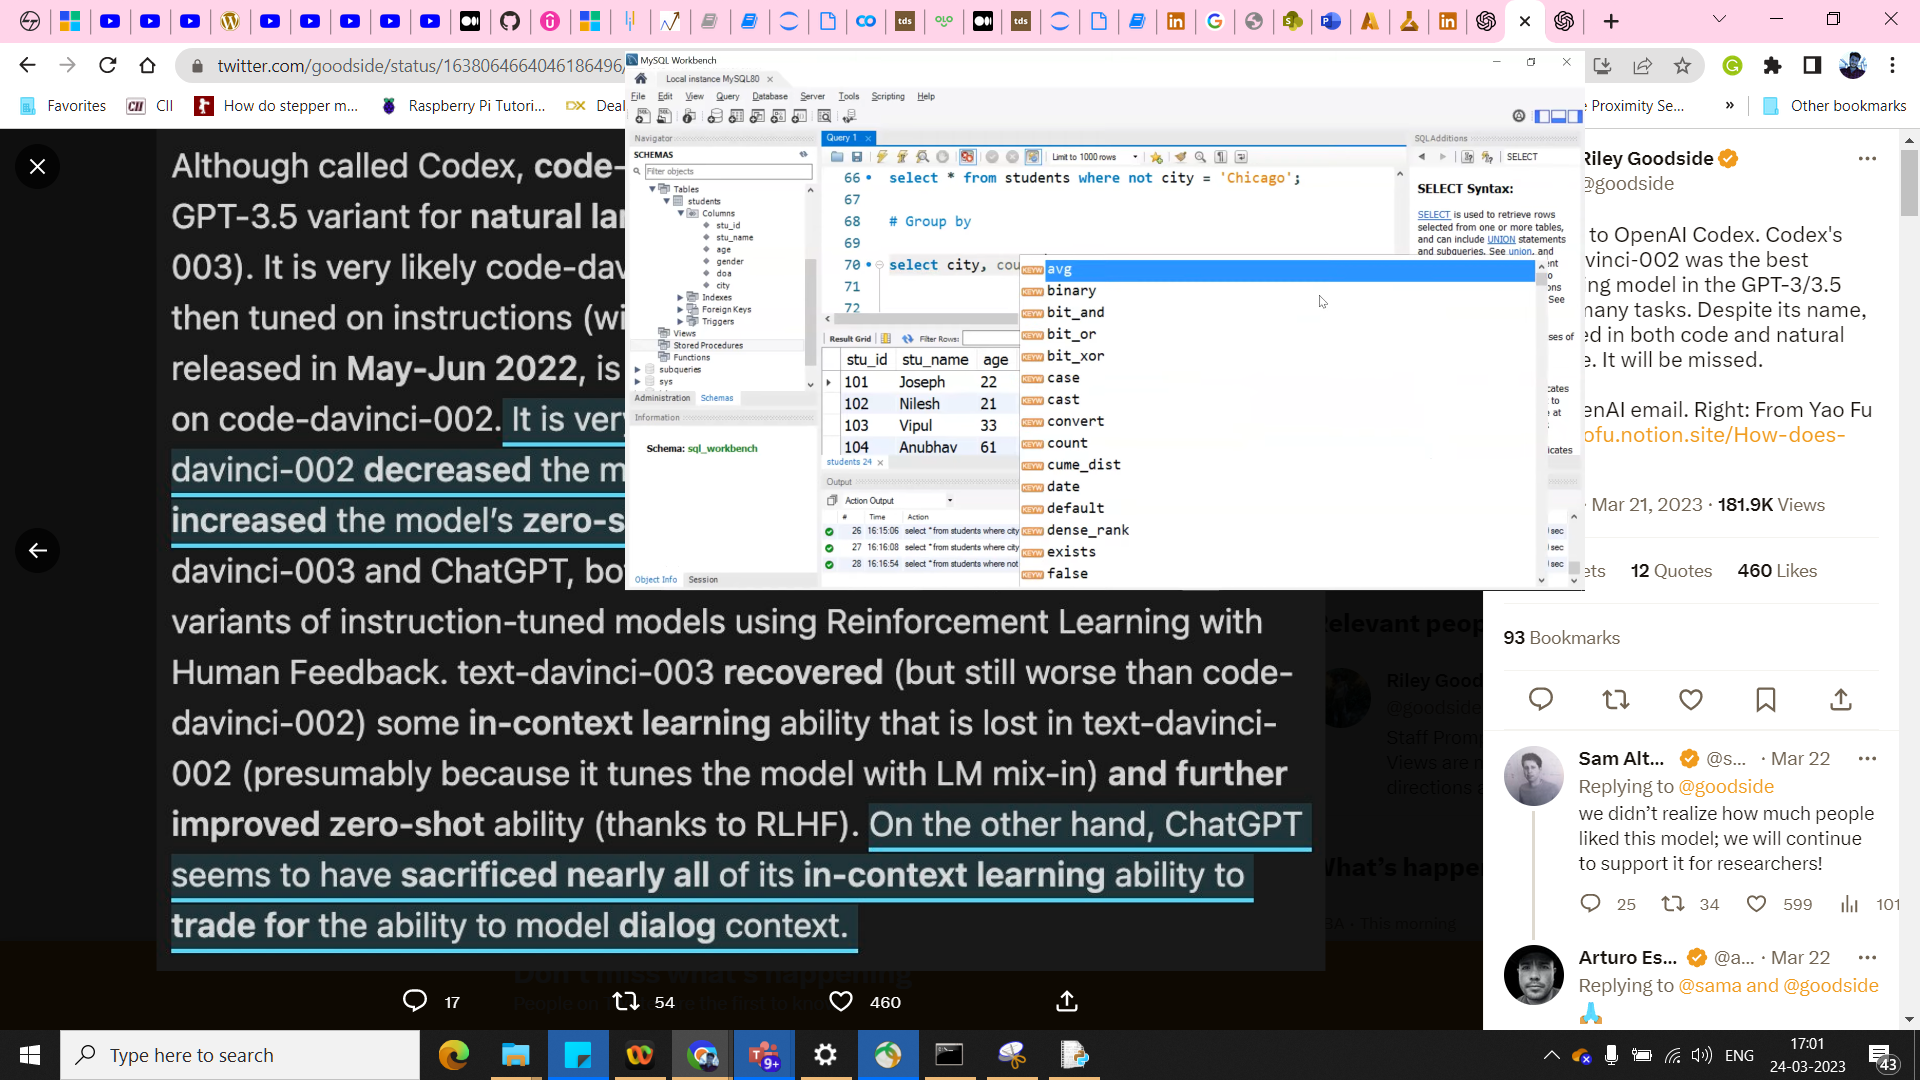 twitter.com/goodside/status/1638064664046186496/
Favorites
CII
How do stepper m...
Raspberry Pi Tutori...
Deal
Proximity Se...
»
Other bookmarks
Although called Codex, code-
GPT-3.5 variant for natural lan
003). It is very likely code-dav
then tuned on instructions (wi
released in May-Jun 2022, is
on code-davinci-002. It is very
davinci-002 decreased the m
increased the model's zero-s
davinci-003 and ChatGPT, bot
variants of instruction-tuned models using Reinforcement Learning with
Human Feedback. text-davinci-003 recovered (but still worse than code-
davinci-002) some in-context learning ability that is lost in text-davinci-
002 (presumably because it tunes the model with LM mix-in) and further
improved zero-shot ability (thanks to RLHF). On the other hand, ChatGPT
seems to have sacrificed nearly all of its in-context learning ability to
trade for the ability to model dialog context.
17
54
460
MySQL Workbench
Local instance MySQL80
File Edit View Query Database Server Tools Scripting Help
Navigator
SCHEMAS
Filter objects
Tables
students
Columns
stu_id
stu_name
age
gender
doa
city
Indexes
Foreign Keys
Triggers
Views
Stored Procedures
Functions
subqueries
sys
Administration Schemas
Information
Schema: sql_workbench
Object Info Session
Query 1
Limit to 1000 rows
66 select * from students where not city = 'Chicago';
67
68 # Group by
69
70 select city, cou
71
72
avg
binary
bit_and
bit_or
bit_xor
case
cast
convert
count
cume_dist
date
default
dense_rank
exists
false
Result Grid Filter Rows:
stu_id stu_name age
101 Joseph 22
102 Nilesh 21
103 Vipul 33
104 Anubhav 61
students 24
Output
Action Output
# Time Action
26 16:15:06 select * from students where city
27 16:16:08 select * from students where city
28 16:16:54 select * from students where not
SQLAdditions
SELECT
SELECT Syntax:
SELECT is used to retrieve rows
selected from one or more tables,
and can include UNION statements
and subqueries. See union, and
Riley Goodside
@goodside
to OpenAI Codex. Codex's
vinci-002 was the best
ing model in the GPT-3/3.5
many tasks. Despite its name,
ed in both code and natural
e. It will be missed.
enAI email. Right: From Yao Fu
ofu.notion.site/How-does-
Mar 21, 2023 · 181.9K Views
ets 12 Quotes 460 Likes
93 Bookmarks
Sam Alt... @s... · Mar 22
Replying to @goodside
we didn't realize how much people
liked this model; we will continue
to support it for researchers!
25 34 599 101
Arturo Es... @a... · Mar 22
Replying to @sama and @goodside
Relevant peop
Riley Good
@goodside
Staff Prom
Views are
directions a
What's happe
This morning
Don't miss what's happening
Type here to search
9+
ENG
17:01
24-03-2023
43